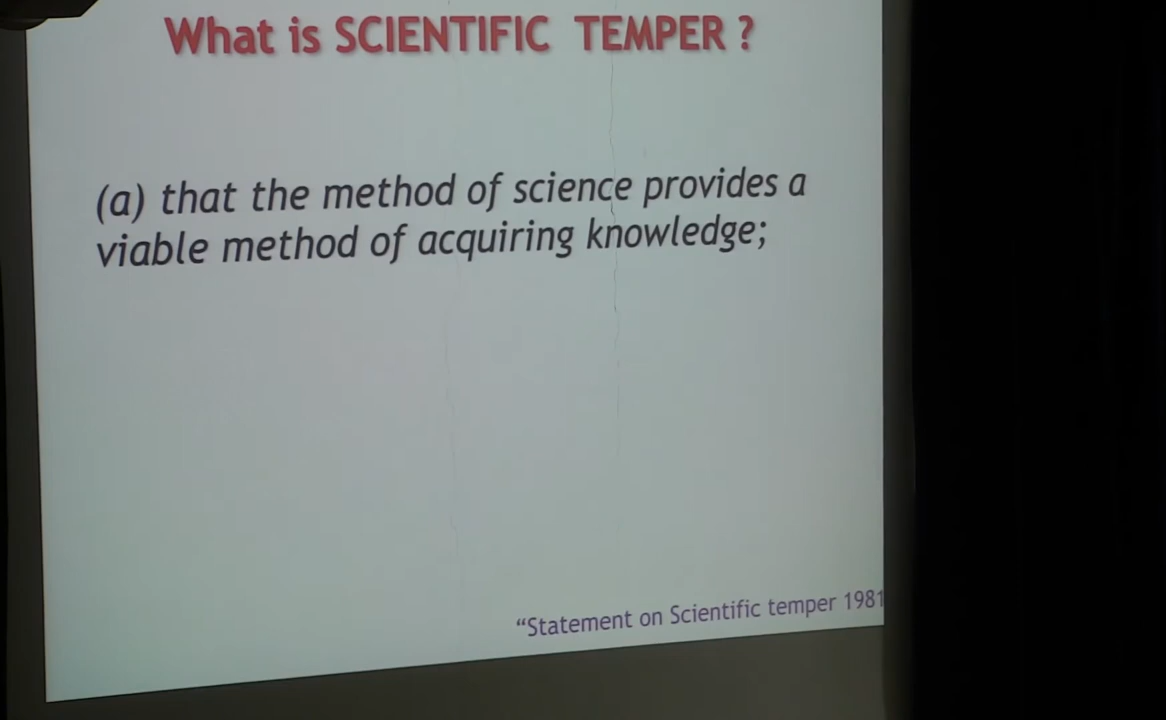 What is SCIENTIFIC TEMPER ?
(a) that the method of science provides a
viable method of acquiring knowledge;
“Statement on Scientific temper 1981